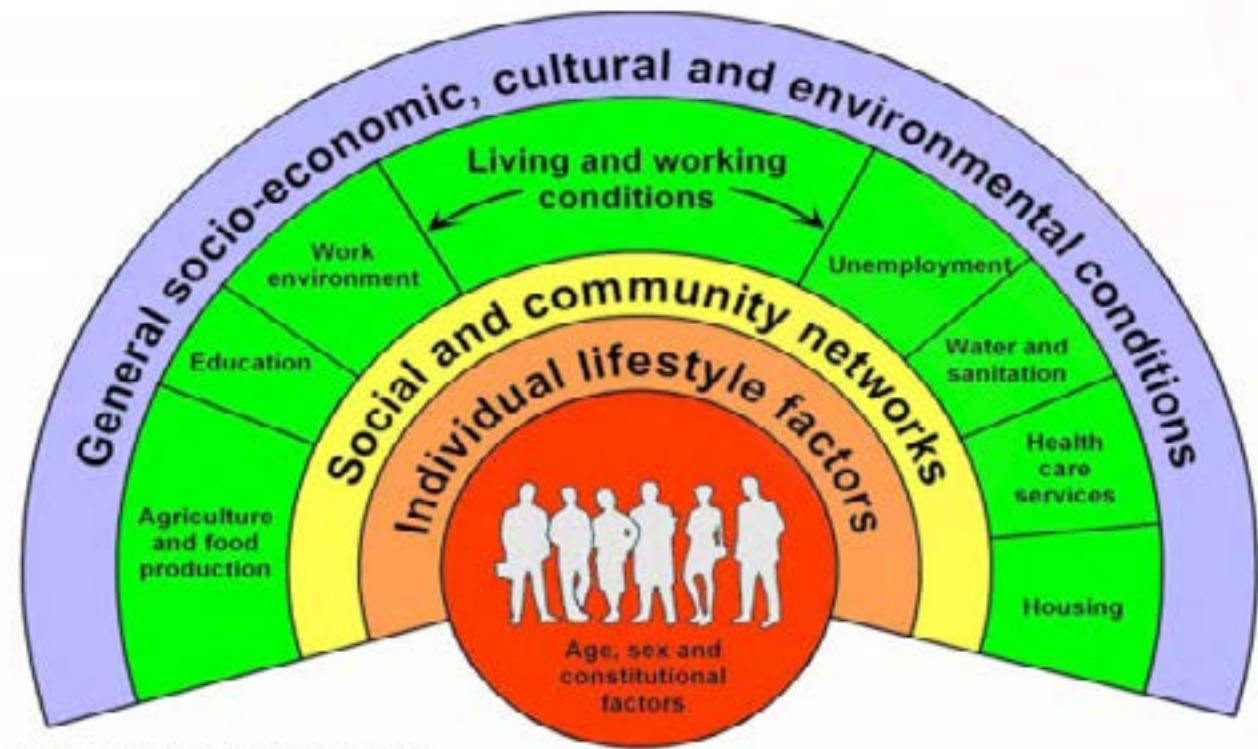 General socio-economic, cultural and environmental conditions
Living and working
conditions
Work
environment
Unemployment
Education
Water and
sanitation
Agriculture
and food
production
Health
care
services
Housing
Social and community networks
Individual lifestyle factors
Age, sex and
constitutional
factors